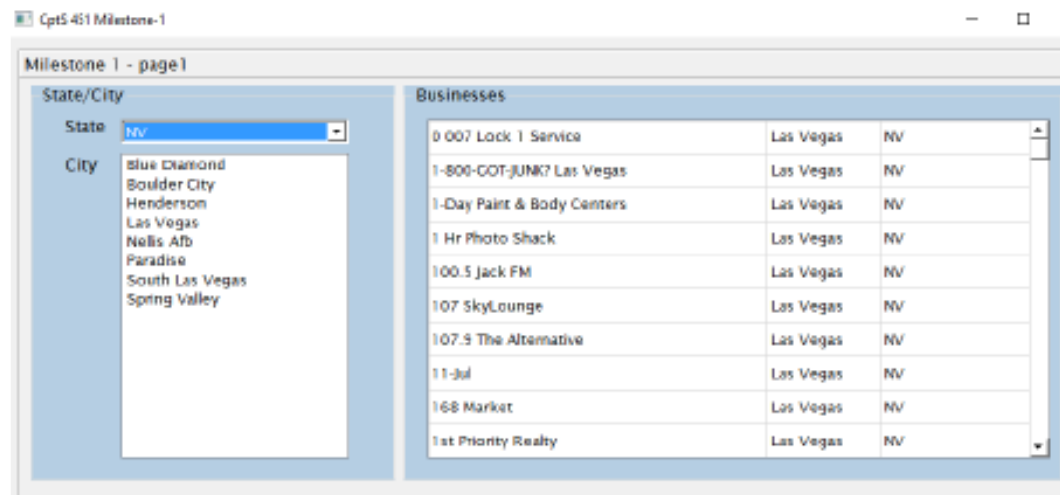 CptS 451 Milestone-1
Milestone 1 - page1
State/City
State NV
City
Blue Diamond
Boulder City
Henderson
Las Vegas
Nellis Afb
Paradise
South Las Vegas
Spring Valley
Businesses
0 007 Lock 1 Service Las Vegas NV
1-800-GOT-JUNK? Las Vegas Las Vegas NV
1-Day Paint & Body Centers Las Vegas NV
1 Hr Photo Shack Las Vegas NV
100.5 Jack FM Las Vegas NV
107 SkyLounge Las Vegas NV
107.9 The Alternative Las Vegas NV
11-Jul Las Vegas NV
168 Market Las Vegas NV
1st Priority Realty Las Vegas NV